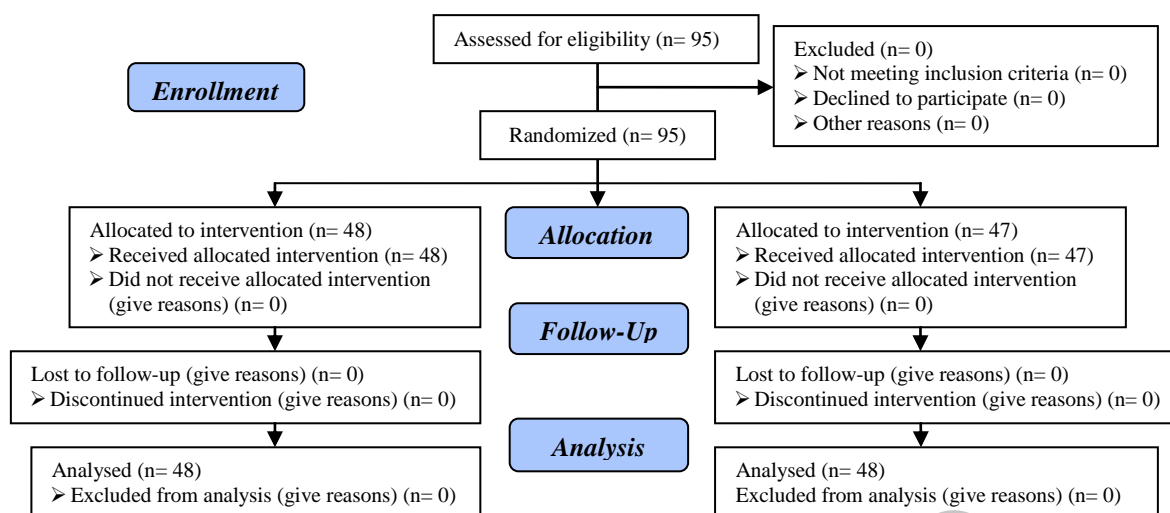 Assessed for eligibility (n= 95)
Excluded (n= 0)
➢ Not meeting inclusion criteria (n= 0)
➢ Declined to participate (n= 0)
➢ Other reasons (n= 0)
Enrollment
Randomized (n= 95)
Allocated to intervention (n= 48)
➢ Received allocated intervention (n= 48)
➢ Did not receive allocated intervention
(give reasons) (n= 0)
Allocation
Allocated to intervention (n= 47)
➢ Received allocated intervention (n= 47)
➢ Did not receive allocated intervention
(give reasons) (n= 0)
Follow-Up
Lost to follow-up (give reasons) (n= 0)
➢ Discontinued intervention (give reasons) (n= 0)
Lost to follow-up (give reasons) (n= 0)
➢ Discontinued intervention (give reasons) (n= 0)
Analysis
Analysed (n= 48)
➢ Excluded from analysis (give reasons) (n= 0)
Analysed (n= 48)
Excluded from analysis (give reasons) (n= 0)